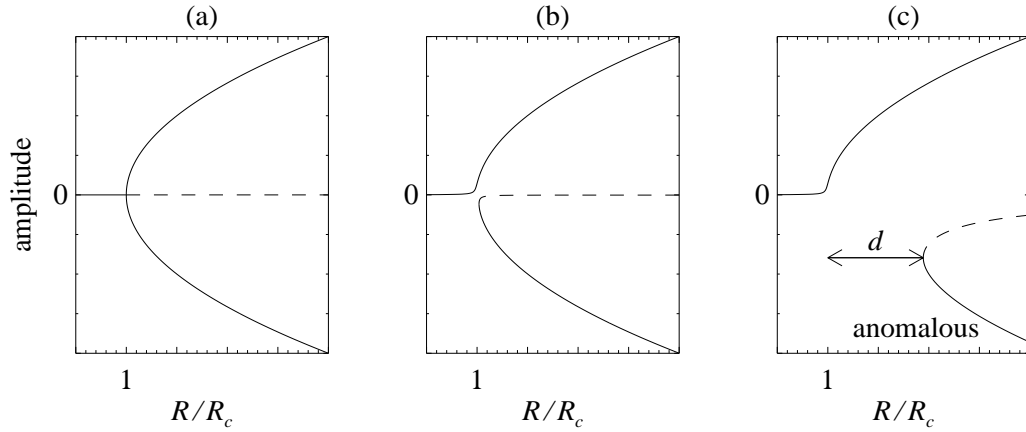 (a) (b) (c)
amplitude
0 0 0
d
anomalous
1 1 1
R/R_c R/R_c R/R_c